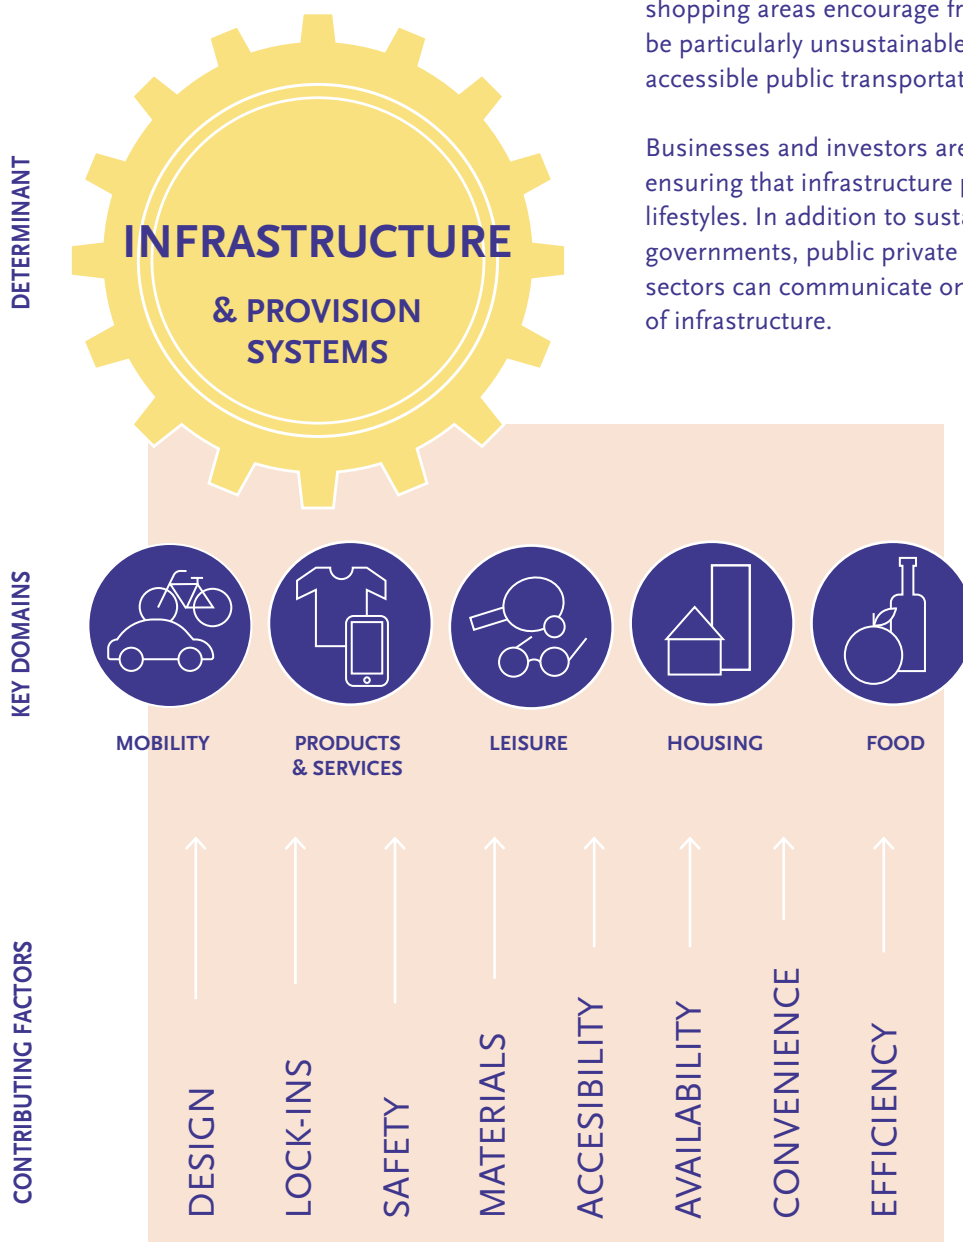 shopping areas encourage fr
be particularly unsustainable
accessible public transportat
Businesses and investors are
ensuring that infrastructure p
lifestyles. In addition to susta
governments, public private
sectors can communicate or
of infrastructure.
DETERMINANT
INFRASTRUCTURE
& PROVISION
SYSTEMS
KEY DOMAINS
MOBILITY
PRODUCTS
& SERVICES
LEISURE
HOUSING
FOOD
CONTRIBUTING FACTORS
DESIGN
LOCK-INS
SAFETY
MATERIALS
ACCESIBILITY
AVAILABILITY
CONVENIENCE
EFFICIENCY